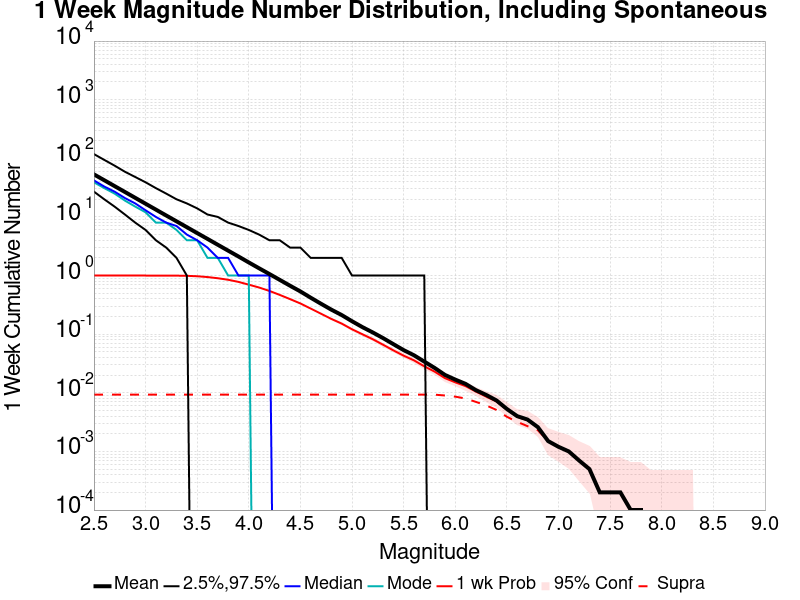 1 Week Magnitude Number Distribution, Including Spontaneous
1 Week Cumulative Number
10^4
10^3
10^2
10^1
10^0
10^-1
10^-2
10^-3
10^-4
2.5 3.0 3.5 4.0 4.5 5.0 5.5 6.0 6.5 7.0 7.5 8.0 8.5 9.0
Magnitude
Mean 2.5%,97.5% Median Mode 1 wk Prob 95% Conf Supra